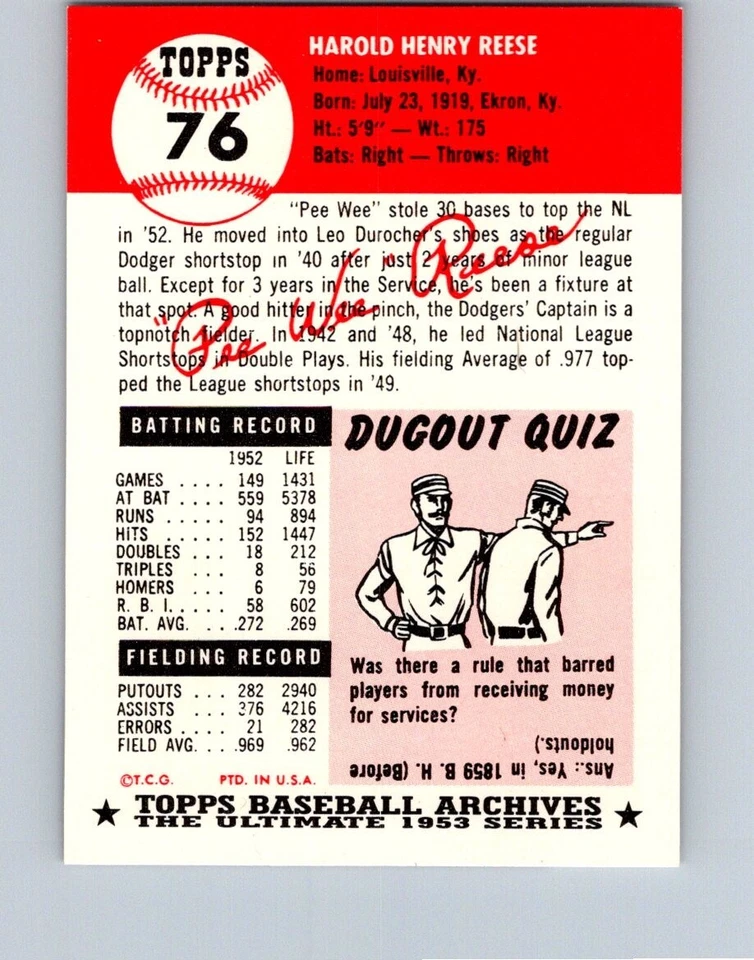 TOPPS
76
HAROLD HENRY REESE
Home: Louisville, Ky.
Born: July 23, 1919, Ekron, Ky.
Ht.: 5'9" — Wt.: 175
Bats: Right — Throws: Right
"Pee Wee" stole 30 bases to top the NL
in '52. He moved into Leo Durocher's shoes as the regular
Dodger shortstop in '40 after just 2 years of minor league
ball. Except for 3 years in the Service, he's been a fixture at
that spot. A good hitter in the pinch, the Dodgers' Captain is a
topnotch fielder. In 1942 and '48, he led National League
Shortstops in Double Plays. His fielding Average of .977 top-
ped the League shortstops in '49.
"Pee Wee" Reese
BATTING RECORD
1952 LIFE
GAMES ..... 149 1431
AT BAT ..... 559 5378
RUNS ..... 94 894
HITS ..... 152 1447
DOUBLES ... 18 212
TRIPLES ... 8 56
HOMERS ... 6 79
R. B. I. .... 58 602
BAT. AVG. ... .272 .269
FIELDING RECORD
PUTOUTS ... 282 2940
ASSISTS ... 376 4216
ERRORS .... 21 282
FIELD AVG. ... .969 .962
©T.C.G. PTD. IN U.S.A.
DUGOUT QUIZ
Was there a rule that barred
players from receiving money
for services?
Ans.: Yes, in 1859 B. H. (Before
holdouts.)
★ TOPPS BASEBALL ARCHIVES ★
THE ULTIMATE 1953 SERIES